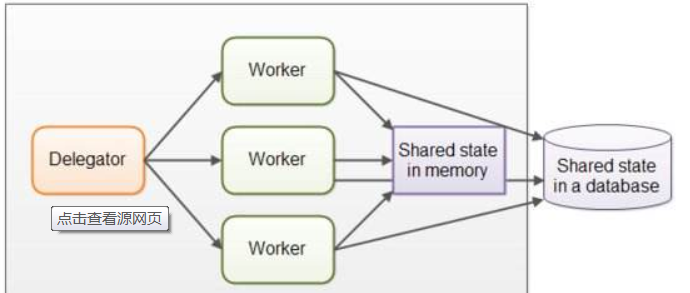 Worker
Delegator
Worker
Shared state
in memory
Shared state
in a database
点击查看源网页
Worker